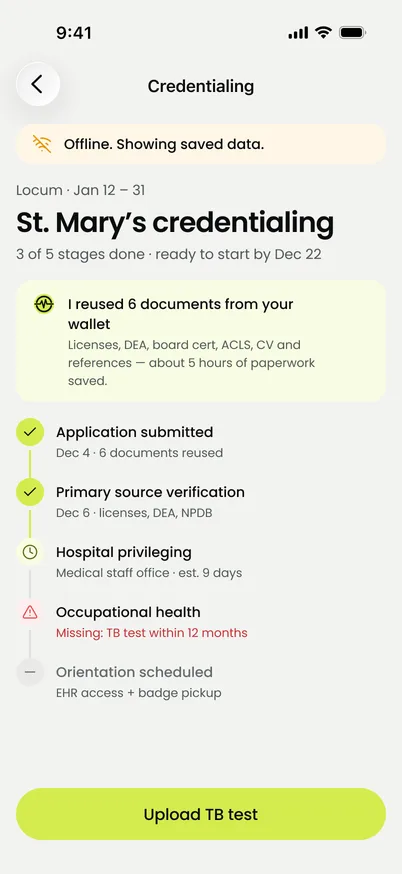 9:41
Credentialing
Offline. Showing saved data.
Locum · Jan 12 – 31
St. Mary’s credentialing
3 of 5 stages done · ready to start by Dec 22
I reused 6 documents from your
wallet
Licenses, DEA, board cert, ACLS, CV and
references — about 5 hours of paperwork
saved.
Application submitted
Dec 4 · 6 documents reused
Primary source verification
Dec 6 · licenses, DEA, NPDB
Hospital privileging
Medical staff office · est. 9 days
Occupational health
Missing: TB test within 12 months
Orientation scheduled
EHR access + badge pickup
Upload TB test